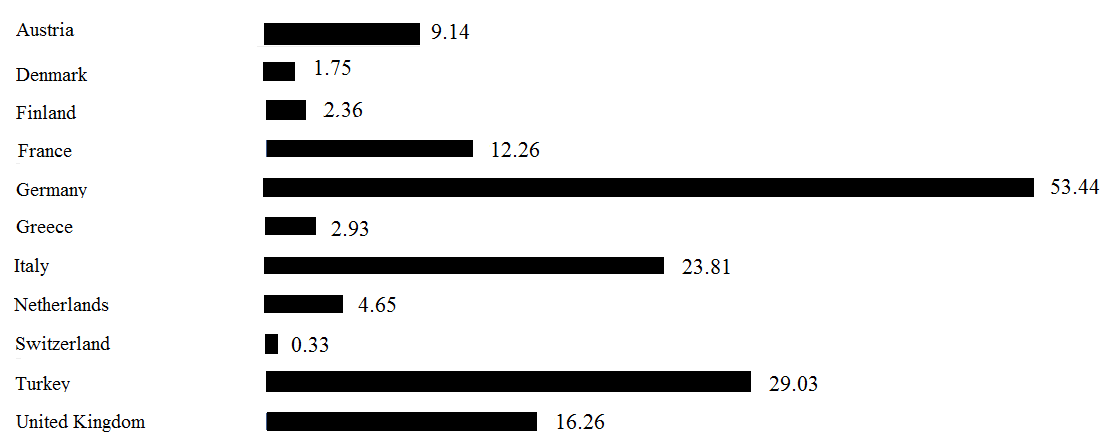 Austria 9.14
Denmark 1.75
Finland 2.36
France 12.26
Germany 53.44
Greece 2.93
Italy 23.81
Netherlands 4.65
Switzerland 0.33
Turkey 29.03
United Kingdom 16.26